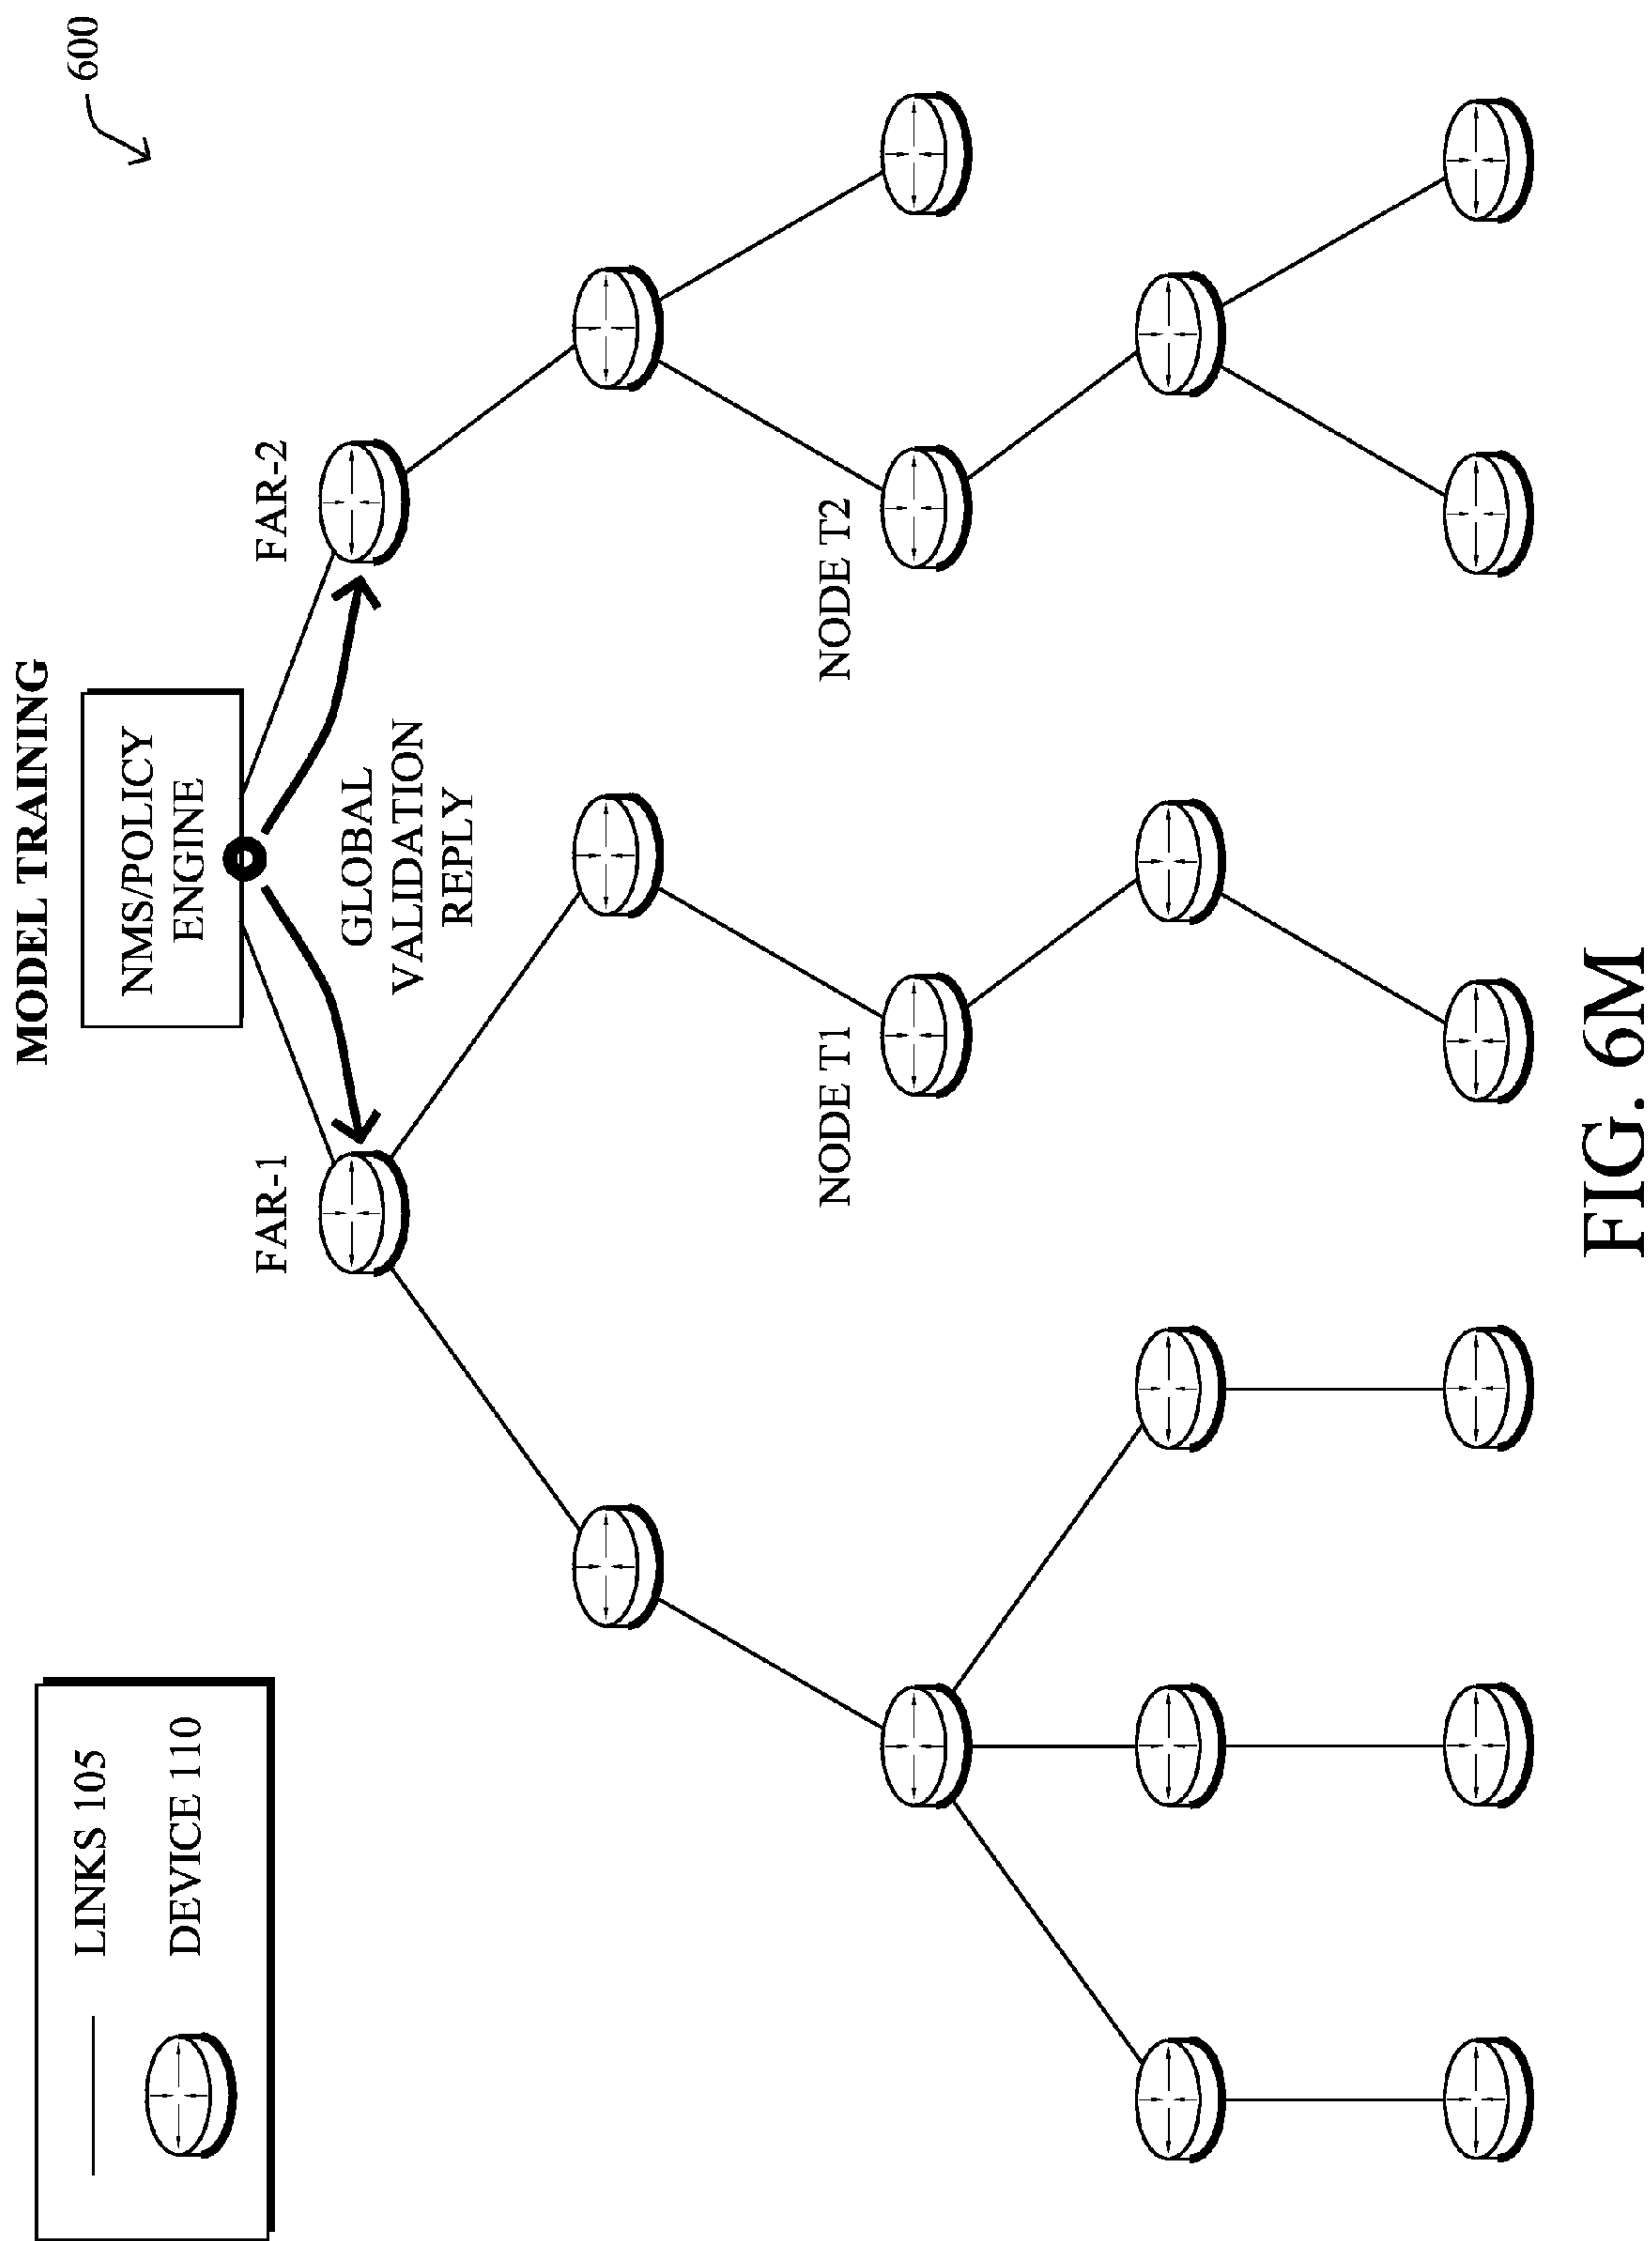 LINKS 105
DEVICE 110
MODEL TRAINING
600
NMS/POLICY
ENGINE
FAR-1
FAR-2
GLOBAL
VALIDATION
REPLY
NODE T1
NODE T2
FIG. 6M